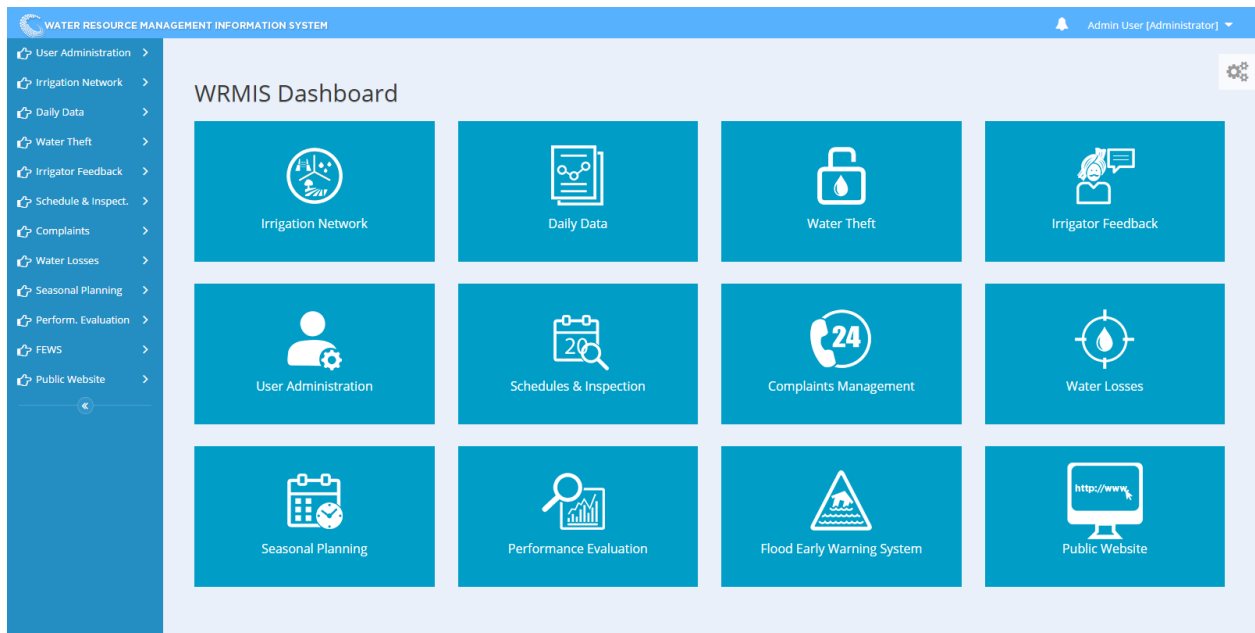 WATER RESOURCE MANAGEMENT INFORMATION SYSTEM
Admin User [Administrator]
User Administration
Irrigation Network
Daily Data
Water Theft
Irrigator Feedback
Schedule & Inspect.
Complaints
Water Losses
Seasonal Planning
Perform. Evaluation
FEWS
Public Website
WRMIS Dashboard
Irrigation Network
Daily Data
Water Theft
Irrigator Feedback
User Administration
20
Schedules & Inspection
24
Complaints Management
Water Losses
Seasonal Planning
Performance Evaluation
Flood Early Warning System
http://www.
Public Website